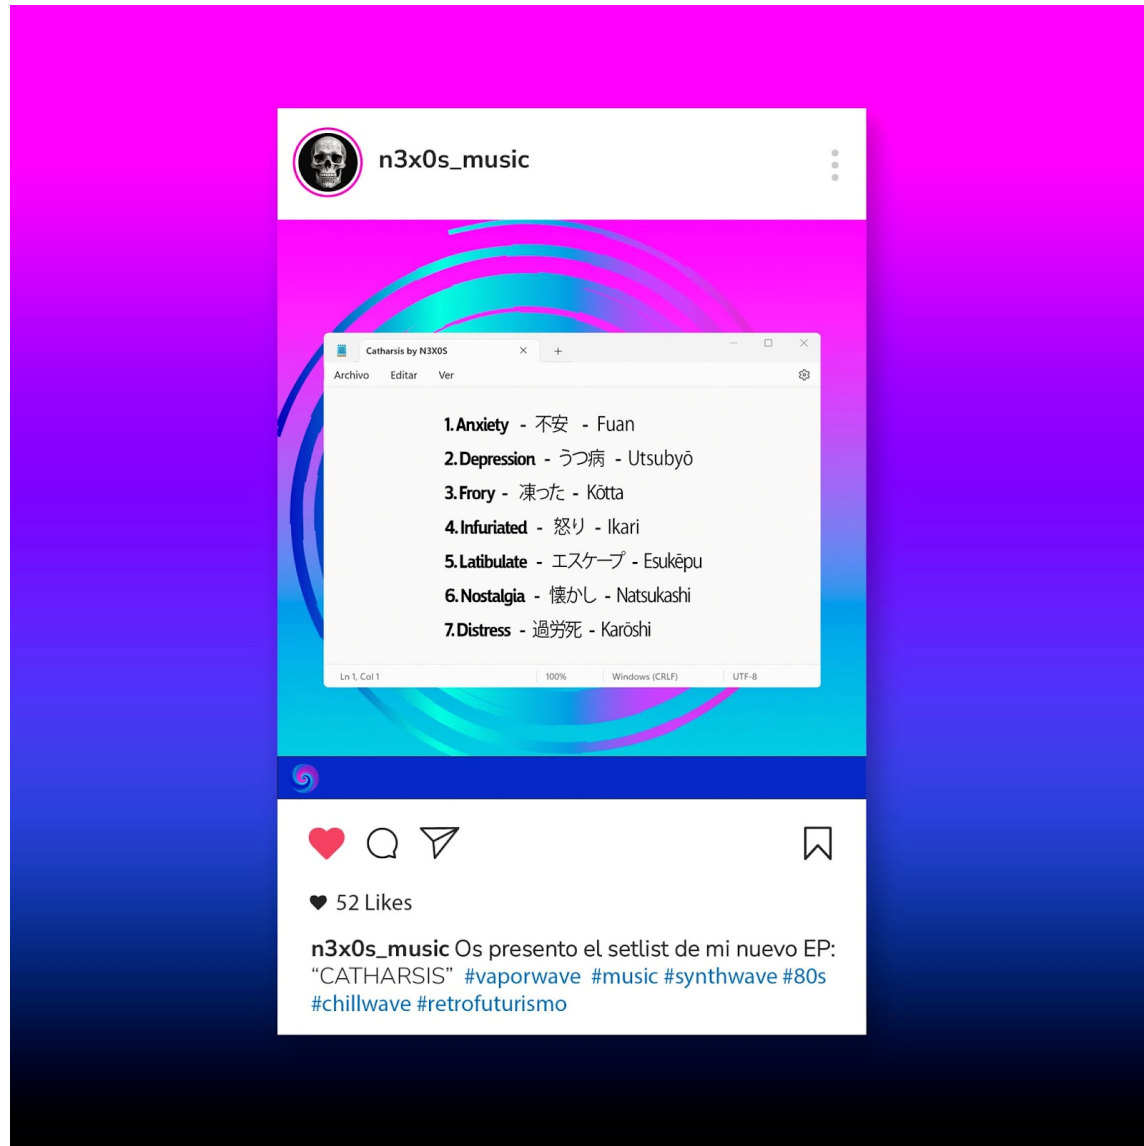 n3x0s_music
Catharsis by N3X0S
Archivo Editar Ver
1. Anxiety - 不安 - Fuan
2. Depression - うつ病 - Utsubyō
3. Frory - 凍った - Kōtta
4. Infuriated - 怒り - Ikari
5. Latibulate - エスケープ - Esukēpu
6. Nostalgia - 懐かし - Natsukashi
7. Distress - 過労死 - Karōshi
Ln 1, Col 1 100% Windows (CRLF) UTF-8
52 Likes
n3x0s_music Os presento el setlist de mi nuevo EP:
“CATHARSIS” #vaporwave #music #synthwave #80s
#chillwave #retrofuturismo